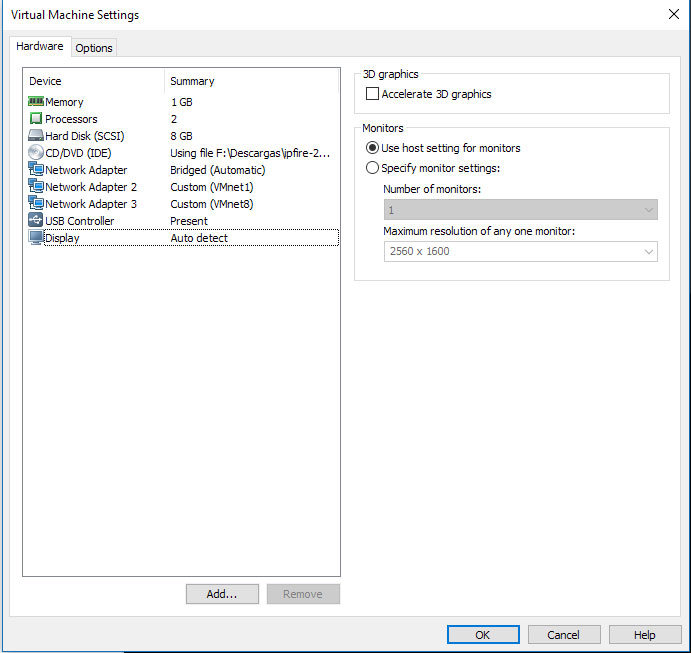 Virtual Machine Settings
Hardware Options
Device Summary
Memory 1 GB
Processors 2
Hard Disk (SCSI) 8 GB
CD/DVD (IDE) Using file F:\Descargas\ipfire-2...
Network Adapter Bridged (Automatic)
Network Adapter 2 Custom (VMnet1)
Network Adapter 3 Custom (VMnet8)
USB Controller Present
Display Auto detect
Add... Remove
3D graphics
Accelerate 3D graphics
Monitors
Use host setting for monitors
Specify monitor settings:
Number of monitors:
1
Maximum resolution of any one monitor:
2560 x 1600
OK Cancel Help